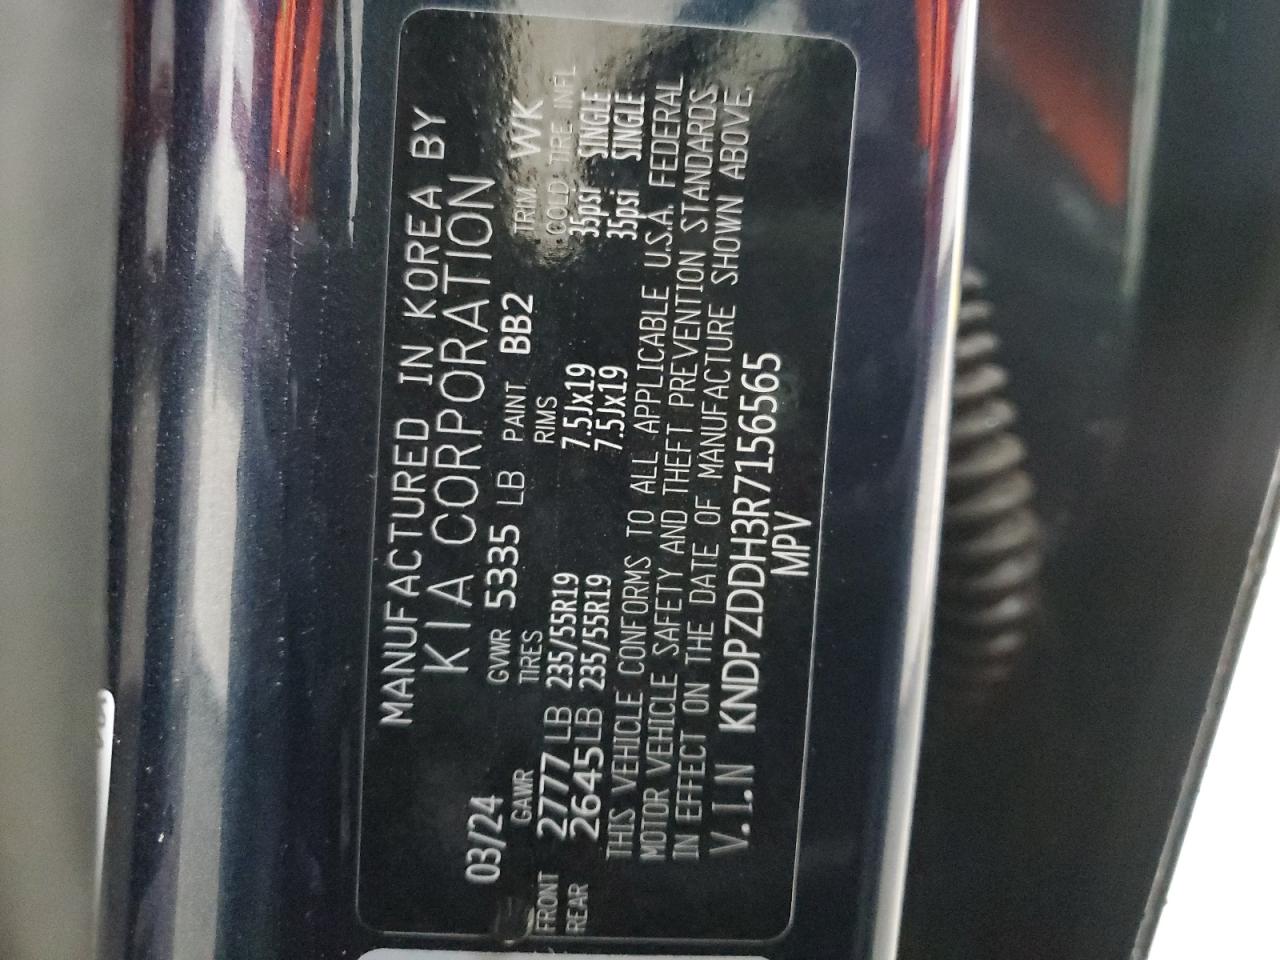 MANUFACTURED IN KOREA BY
KIA CORPORATION
03/24 GVWR 5335 LB PAINT BB2 TRIM WK
GAWR TIRES RIMS COLD TIRE INFL
FRONT 2777 LB 235/55R19 7.5Jx19 35psi SINGLE
REAR 2645 LB 235/55R19 7.5Jx19 35psi SINGLE
THIS VEHICLE CONFORMS TO ALL APPLICABLE U.S.A. FEDERAL
MOTOR VEHICLE SAFETY AND THEFT PREVENTION STANDARDS
IN EFFECT ON THE DATE OF MANUFACTURE SHOWN ABOVE.
V.I.N KNDPZDDH3R7156565
MPV